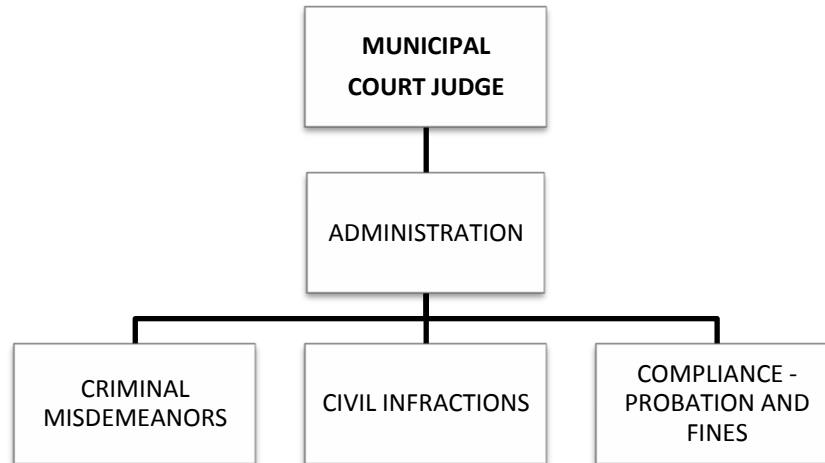 MUNICIPAL
COURT JUDGE
ADMINISTRATION
CRIMINAL
MISDEMEANORS
CIVIL INFRACTIONS
COMPLIANCE -
PROBATION AND
FINES